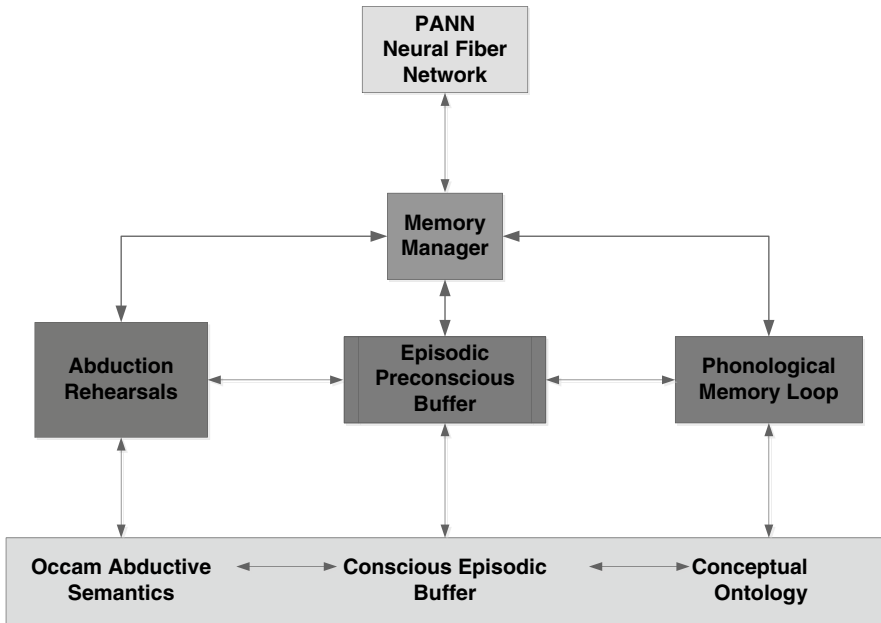 PANN
Neural Fiber
Network
Memory
Manager
Abduction
Rehearsals
Episodic
Preconscious
Buffer
Phonological
Memory Loop
Occam Abductive
Semantics
Conscious Episodic
Buffer
Conceptual
Ontology